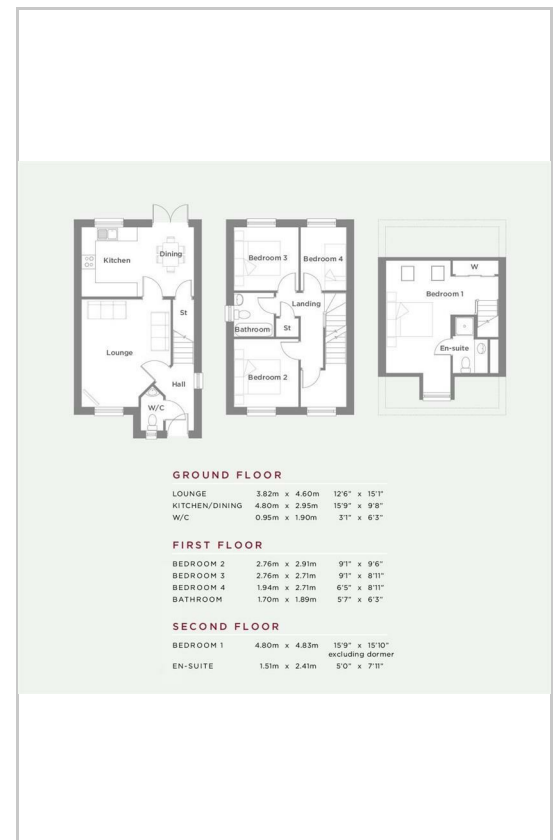 Kitchen
Dining
St
Lounge
Hall
W/C
Bedroom 3
Bedroom 4
Landing
Bathroom
St
Bedroom 2
W
Bedroom 1
En-suite
GROUND FLOOR
LOUNGE 3.82m x 4.60m 12'6" x 15'1"
KITCHEN/DINING 4.80m x 2.95m 15'9" x 9'8"
W/C 0.95m x 1.90m 3'1" x 6'3"
FIRST FLOOR
BEDROOM 2 2.76m x 2.91m 9'1" x 9'6"
BEDROOM 3 2.76m x 2.71m 9'1" x 8'11"
BEDROOM 4 1.94m x 2.71m 6'5" x 8'11"
BATHROOM 1.70m x 1.89m 5'7" x 6'3"
SECOND FLOOR
BEDROOM 1 4.80m x 4.83m 15'9" x 15'10"
excluding dormer
EN-SUITE 1.51m x 2.41m 5'0" x 7'11"